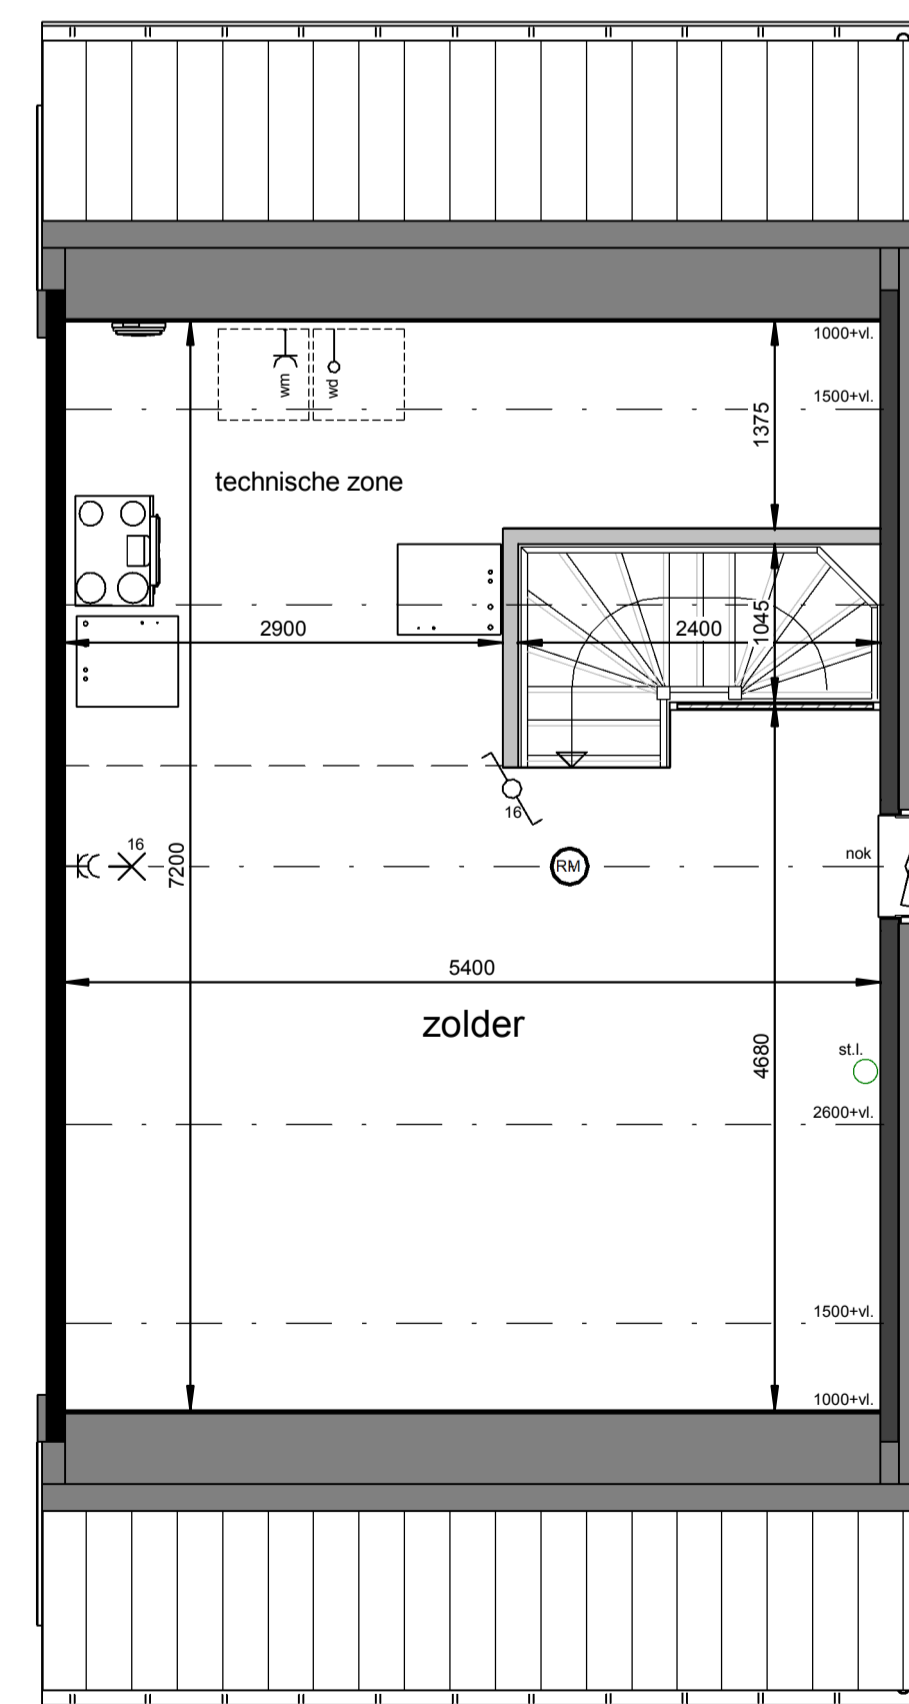 1000+vl.
1500+vl.
1375
wm
wd
technische zone
2900
2400
1045
16
16
7200
RM
nok
5400
zolder
4680
st.l.
2600+vl.
1500+vl.
1000+vl.